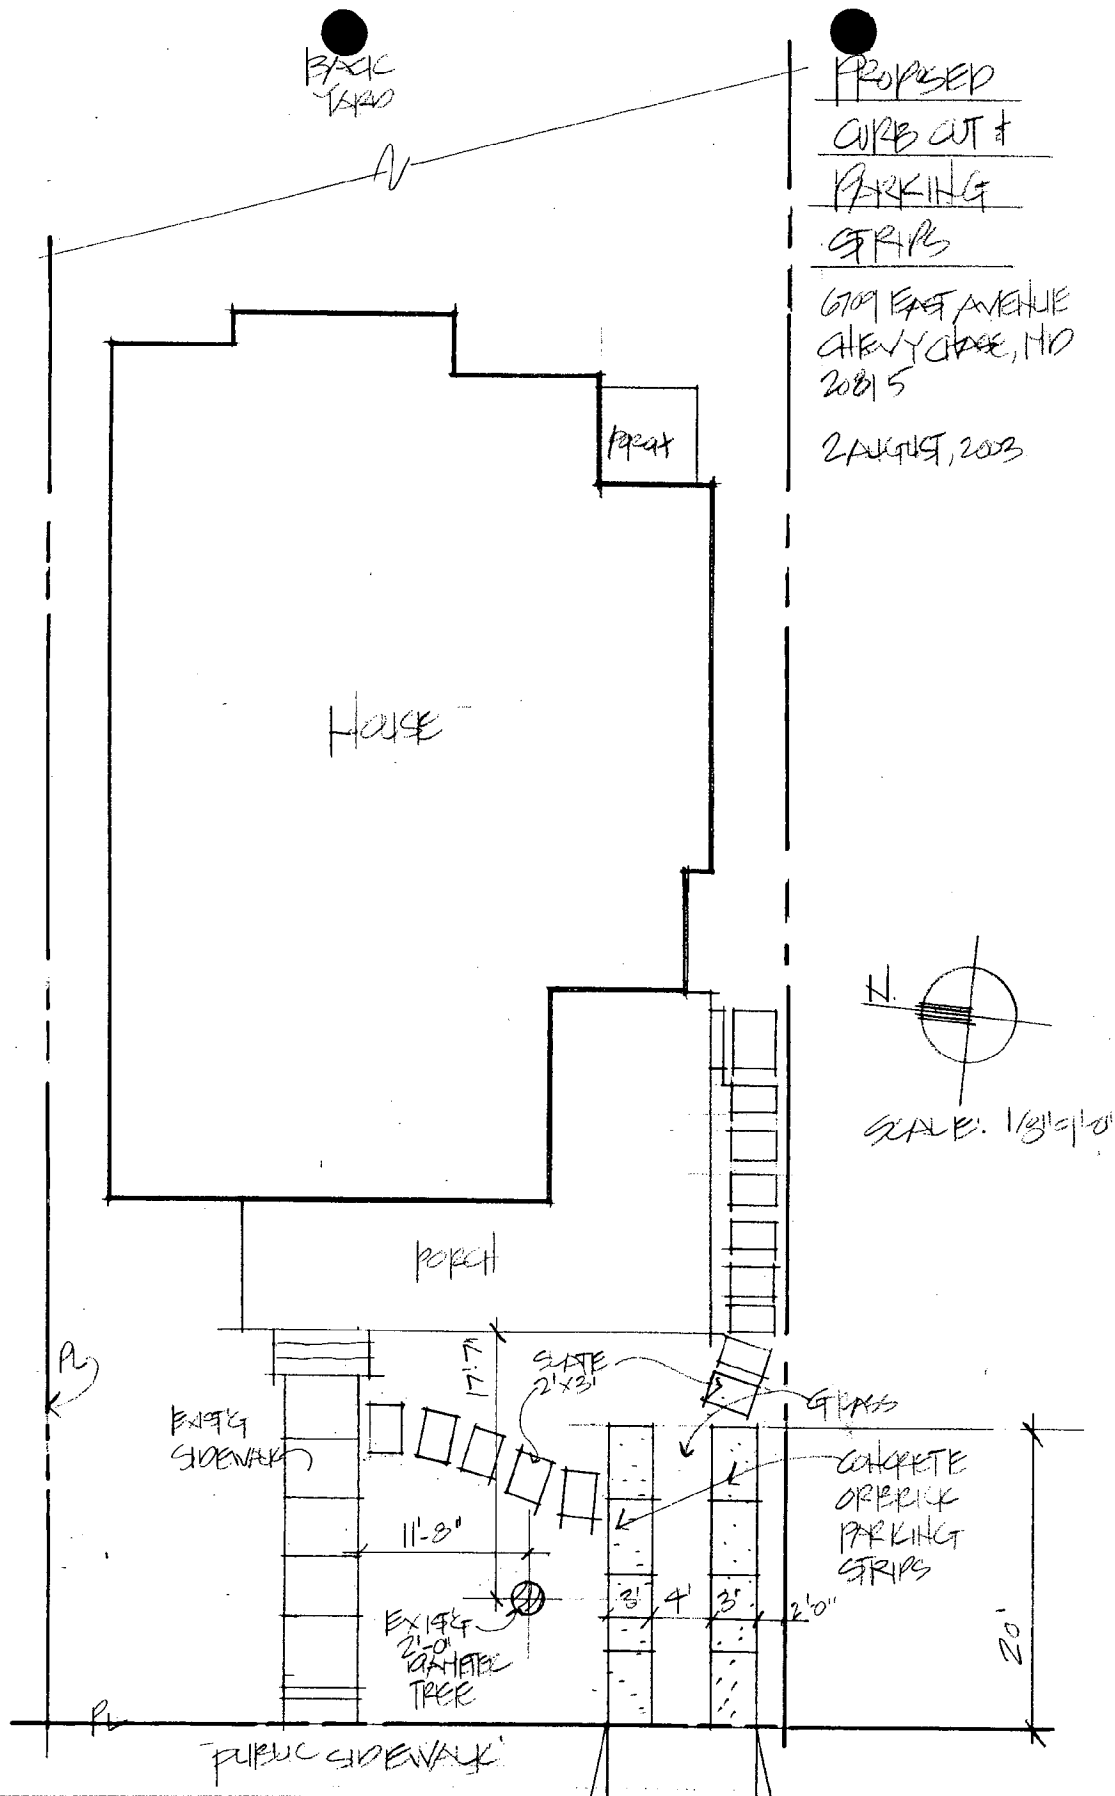 BACK
YARD
PROPOSED
CURB CUT &
PARKING
STRIPS
6709 EAST AVENUE
CHEVY CHASE, MD
20815
2 AUGUST, 2003
PORCH
HOUSE
N.
SCALE: 1/8"=1'-0"
PORCH
PL
17'-7"
SLATE
2'X3'
GRASS
EXIST'G
SIDEWALK
CONCRETE
OR BRICK
PARKING
STRIPS
11'-8"
3'
4'
3'
2'-0"
20'
EXIST'G
2'-0"
DIAMETER
TREE
PL
PUBLIC SIDEWALK